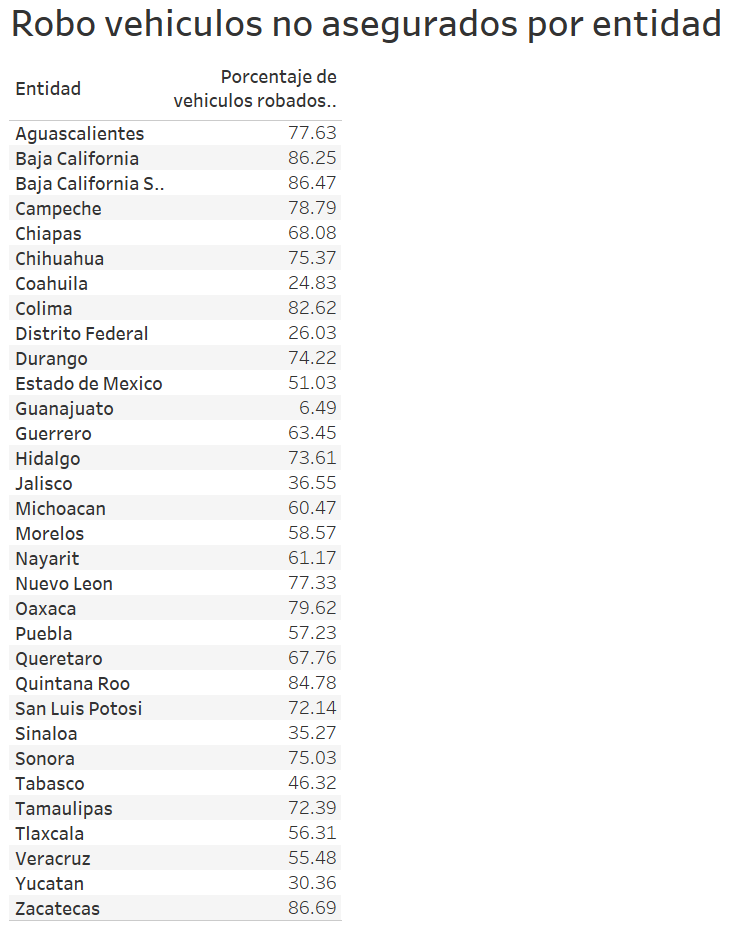 Robo vehiculos no asegurados por entidad
Entidad
Porcentaje de
vehiculos robados..
Aguascalientes 77.63
Baja California 86.25
Baja California S.. 86.47
Campeche 78.79
Chiapas 68.08
Chihuahua 75.37
Coahuila 24.83
Colima 82.62
Distrito Federal 26.03
Durango 74.22
Estado de Mexico 51.03
Guanajuato 6.49
Guerrero 63.45
Hidalgo 73.61
Jalisco 36.55
Michoacan 60.47
Morelos 58.57
Nayarit 61.17
Nuevo Leon 77.33
Oaxaca 79.62
Puebla 57.23
Queretaro 67.76
Quintana Roo 84.78
San Luis Potosi 72.14
Sinaloa 35.27
Sonora 75.03
Tabasco 46.32
Tamaulipas 72.39
Tlaxcala 56.31
Veracruz 55.48
Yucatan 30.36
Zacatecas 86.69